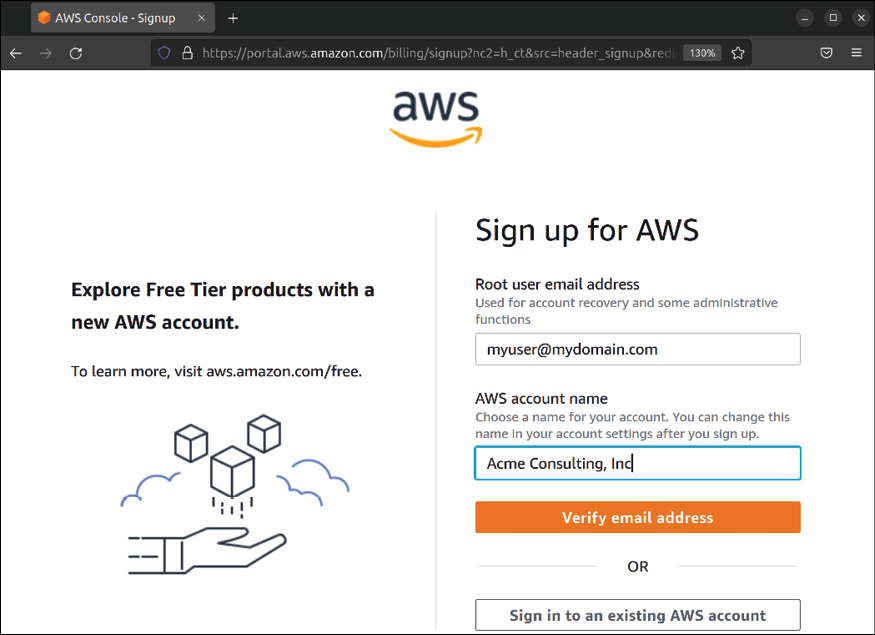 AWS Console - Signup
https://portal.aws.amazon.com/billing/signup?nc2=h_ct&src=header_signup&redi
130%
aws
Explore Free Tier products with a
new AWS account.
To learn more, visit aws.amazon.com/free.
Sign up for AWS
Root user email address
Used for account recovery and some administrative
functions
myuser@mydomain.com
AWS account name
Choose a name for your account. You can change this
name in your account settings after you sign up.
Acme Consulting, Inc
Verify email address
OR
Sign in to an existing AWS account